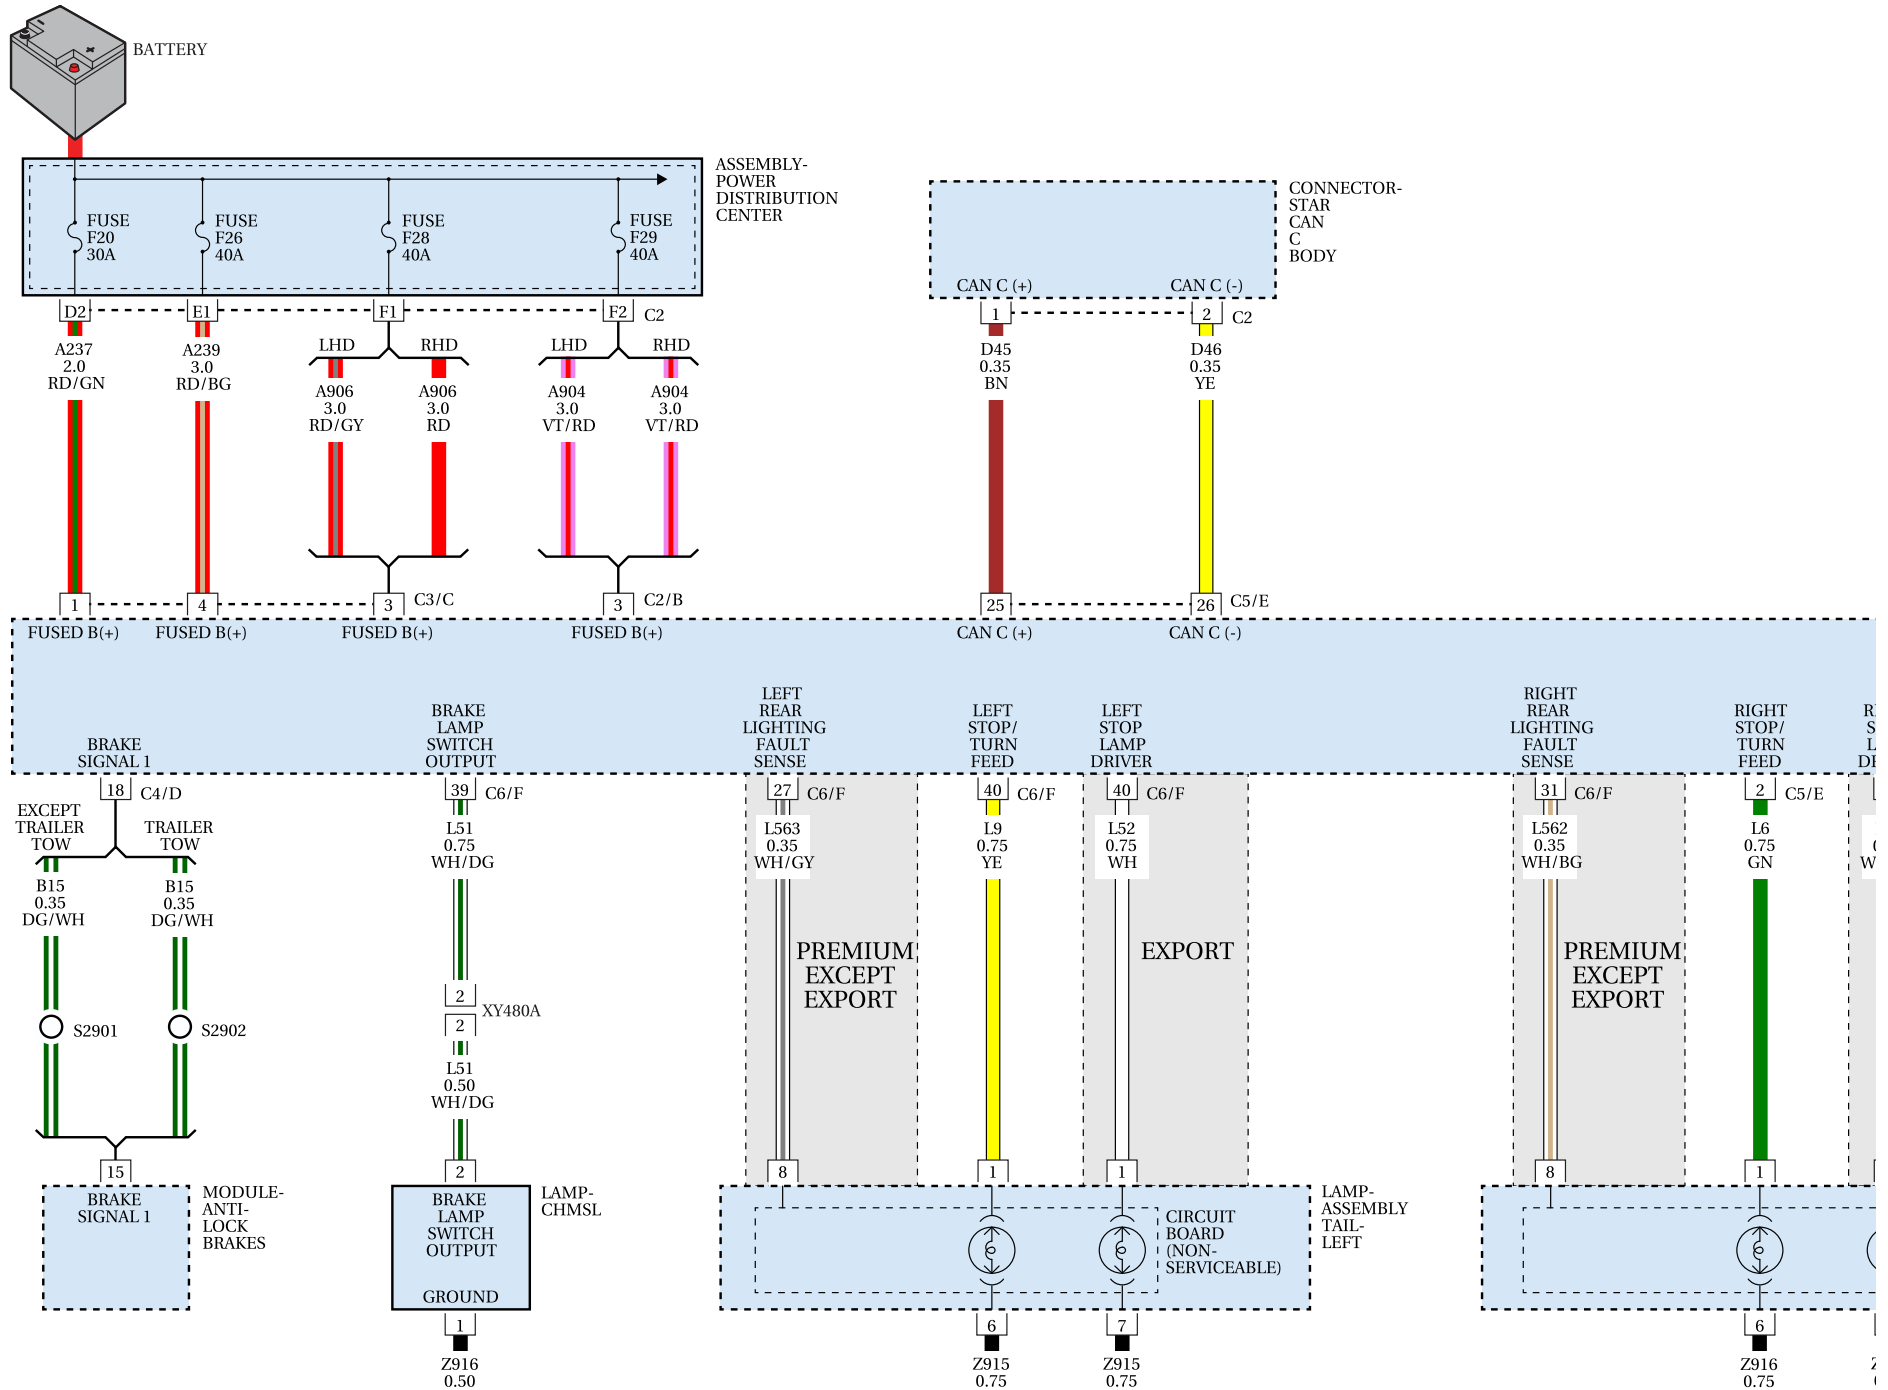 BATTERY
ASSEMBLY-
POWER
DISTRIBUTION
CENTER
FUSE
F20
30A
FUSE
F26
40A
FUSE
F28
40A
FUSE
F29
40A
CONNECTOR-
STAR
CAN
C
BODY
CAN C (+)
CAN C (-)
D2
E1
F1
F2
C2
1
2
C2
A237
2.0
RD/GN
A239
3.0
RD/BG
LHD
RHD
A906
3.0
RD/GY
A906
3.0
RD
LHD
RHD
A904
3.0
VT/RD
A904
3.0
VT/RD
D45
0.35
BN
D46
0.35
YE
1
4
3
C3/C
3
C2/B
25
26
C5/E
FUSED B(+)
FUSED B(+)
FUSED B(+)
FUSED B(+)
CAN C (+)
CAN C (-)
BRAKE
SIGNAL 1
BRAKE
LAMP
SWITCH
OUTPUT
LEFT
REAR
LIGHTING
FAULT
SENSE
LEFT
STOP/
TURN
FEED
LEFT
STOP
LAMP
DRIVER
RIGHT
REAR
LIGHTING
FAULT
SENSE
RIGHT
STOP/
TURN
FEED
18
C4/D
39
C6/F
27
C6/F
40
C6/F
40
C6/F
31
C6/F
2
C5/E
EXCEPT
TRAILER
TOW
TRAILER
TOW
B15
0.35
DG/WH
B15
0.35
DG/WH
L51
0.75
WH/DG
L563
0.35
WH/GY
L9
0.75
YE
L52
0.75
WH
L562
0.35
WH/BG
L6
0.75
GN
PREMIUM
EXCEPT
EXPORT
EXPORT
PREMIUM
EXCEPT
EXPORT
S2901
S2902
2
XY480A
2
L51
0.50
WH/DG
15
2
8
1
1
8
1
BRAKE
SIGNAL 1
MODULE-
ANTI-
LOCK
BRAKES
BRAKE
LAMP
SWITCH
OUTPUT
GROUND
LAMP-
CHMSL
CIRCUIT
BOARD
(NON-
SERVICEABLE)
LAMP-
ASSEMBLY
TAIL-
LEFT
1
6
7
6
Z916
0.50
Z915
0.75
Z915
0.75
Z916
0.75